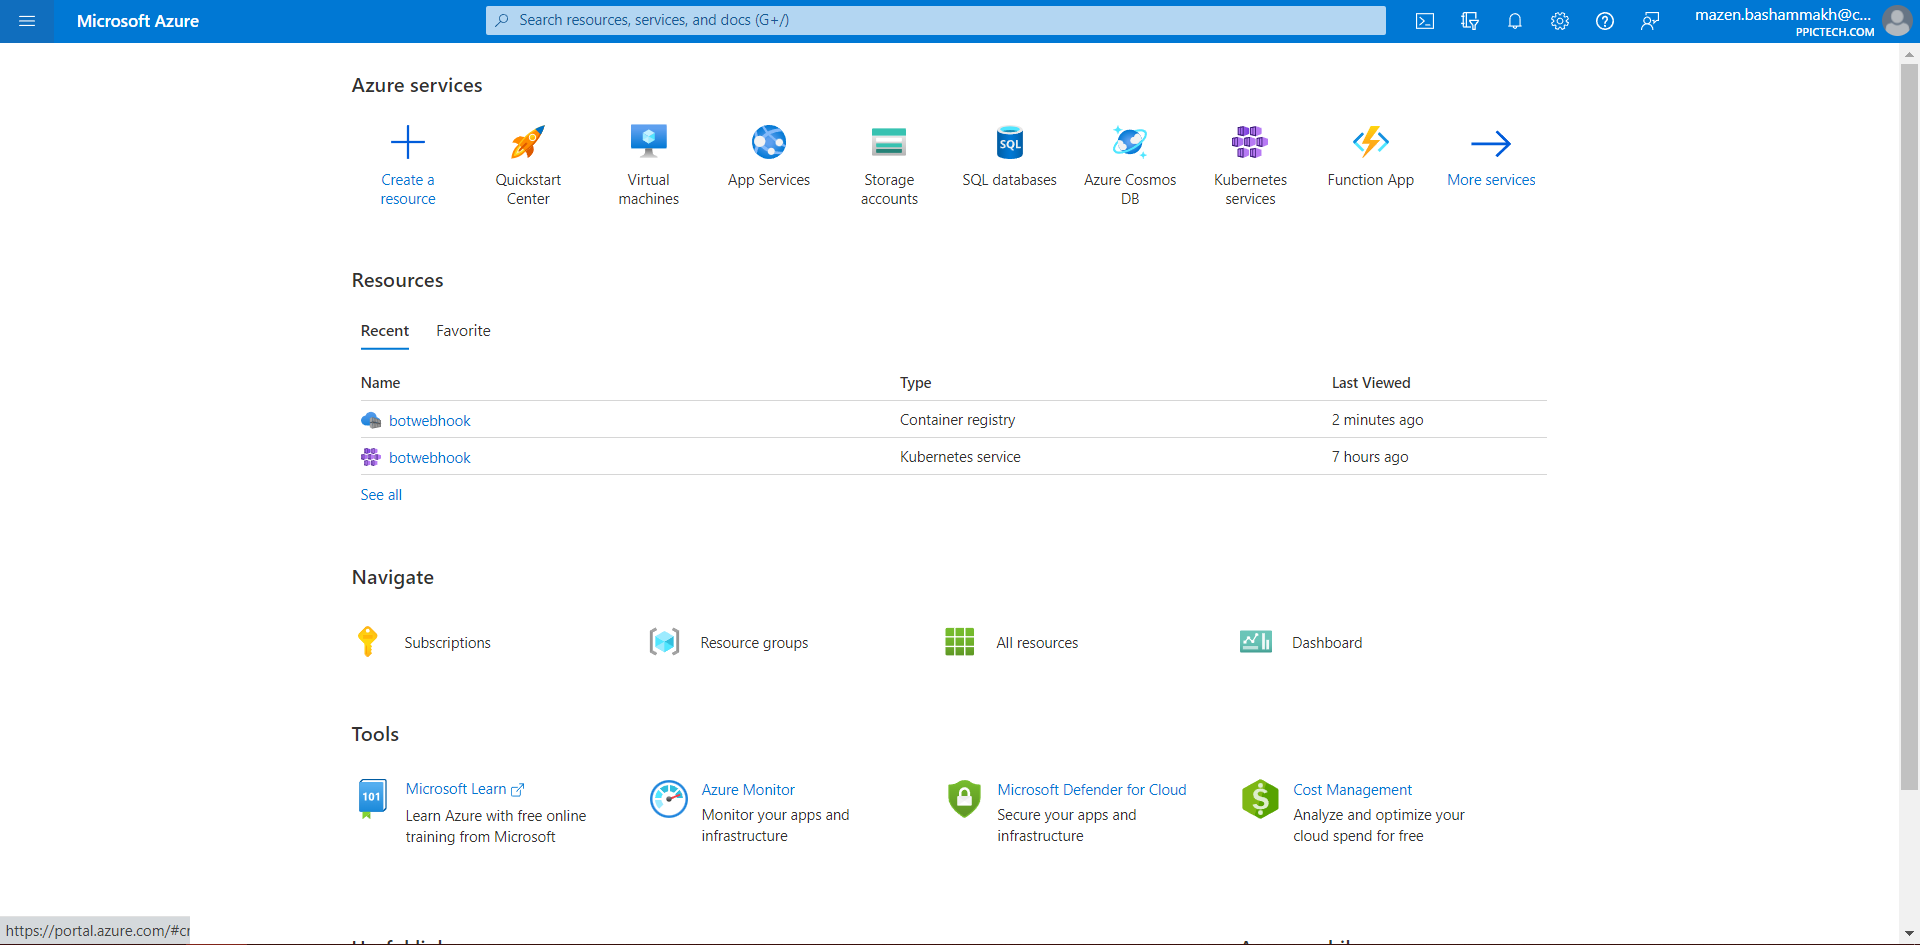 Microsoft Azure
Search resources, services, and docs (G+/)
mazen.bashammakh@c...
PPICTECH.COM
Azure services
Create a
resource
Quickstart
Center
Virtual
machines
App Services
Storage
accounts
SQL
SQL databases
Azure Cosmos
DB
Kubernetes
services
Function App
More services
Resources
Recent
Favorite
Name
Type
Last Viewed
botwebhook
Container registry
2 minutes ago
botwebhook
Kubernetes service
7 hours ago
See all
Navigate
Subscriptions
Resource groups
All resources
Dashboard
Tools
101
Microsoft Learn
Learn Azure with free online
training from Microsoft
Azure Monitor
Monitor your apps and
infrastructure
Microsoft Defender for Cloud
Secure your apps and
infrastructure
Cost Management
Analyze and optimize your
cloud spend for free
https://portal.azure.com/#cr